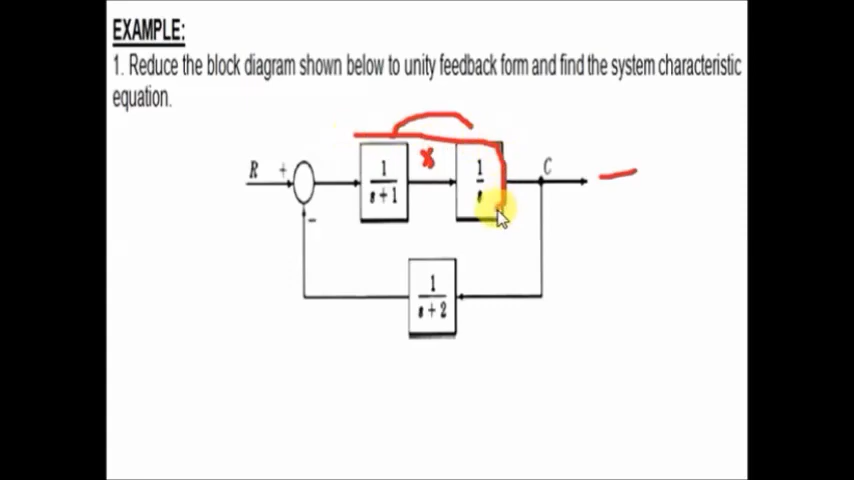 EXAMPLE:
1. Reduce the block diagram shown below to unity feedback form and find the system characteristic
equation.
R + 1 x 1 C
s + 1 s
−
1
s + 2